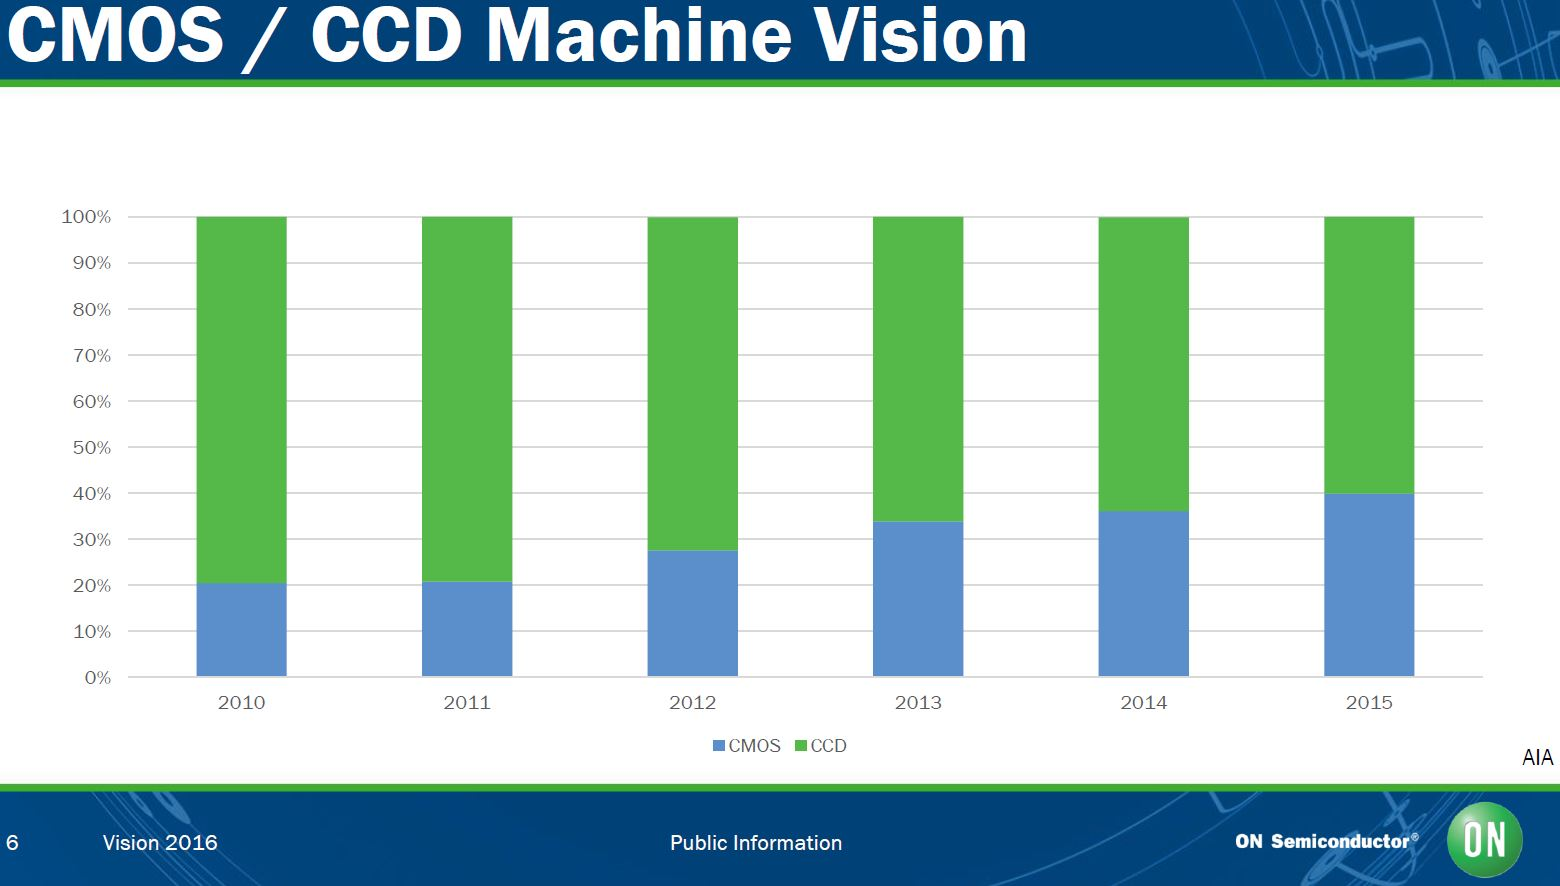 CMOS / CCD Machine Vision
100%
90%
80%
70%
60%
50%
40%
30%
20%
10%
0%
2010 2011 2012 2013 2014 2015
CMOS CCD
AIA
6 Vision 2016 Public Information ON Semiconductor® ON